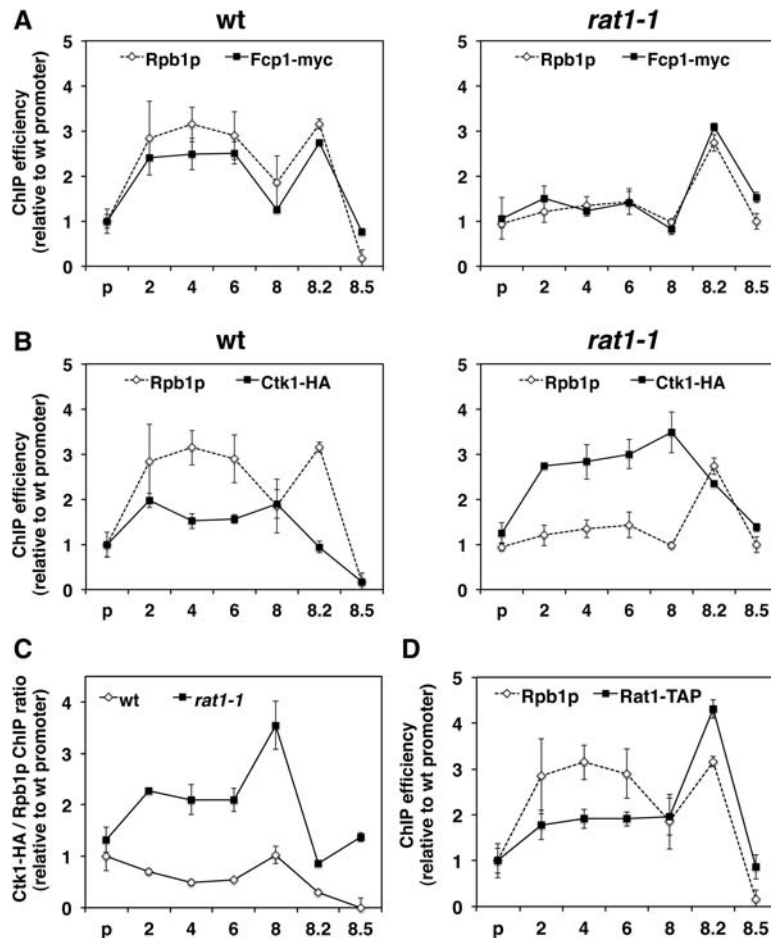 A
wt
rat1-1
ChIP efficiency
(relative to wt promoter)
5
4
3
2
1
0
Rpb1p
Fcp1-myc
p 2 4 6 8 8.2 8.5
5
4
3
2
1
0
Rpb1p
Fcp1-myc
p 2 4 6 8 8.2 8.5
B
wt
rat1-1
ChIP efficiency
(relative to wt promoter)
5
4
3
2
1
0
Rpb1p
Ctk1-HA
p 2 4 6 8 8.2 8.5
5
4
3
2
1
0
Rpb1p
Ctk1-HA
p 2 4 6 8 8.2 8.5
C
Ctk1-HA / Rpb1p ChIP ratio
(relative to wt promoter)
4
3
2
1
0
wt
rat1-1
p 2 4 6 8 8.2 8.5
D
ChIP efficiency
(relative to wt promoter)
5
4
3
2
1
0
Rpb1p
Rat1-TAP
p 2 4 6 8 8.2 8.5